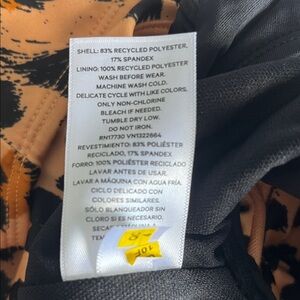 SHELL: 83% RECYCLED POLYESTER,
17% SPANDEX
LINING: 100% RECYCLED POLYESTER
WASH BEFORE WEAR.
MACHINE WASH COLD.
DELICATE CYCLE WITH LIKE COLORS.
ONLY NON-CHLORINE
BLEACH IF NEEDED.
TUMBLE DRY LOW.
DO NOT IRON.
RN17730 VN1322664
REVESTIMIENTO: 83% POLIÉSTER
RECICLADO, 17% SPANDEX
FORRO: 100% POLIÉSTER RECICLADO
LAVAR ANTES DE USAR.
LAVAR A MÁQUINA CON AGUA FRÍA.
CICLO DELICADO CON
COLORES SIMILARES.
SÓLO BLANQUEADOR SIN
CLORO SI ES NECESARIO.